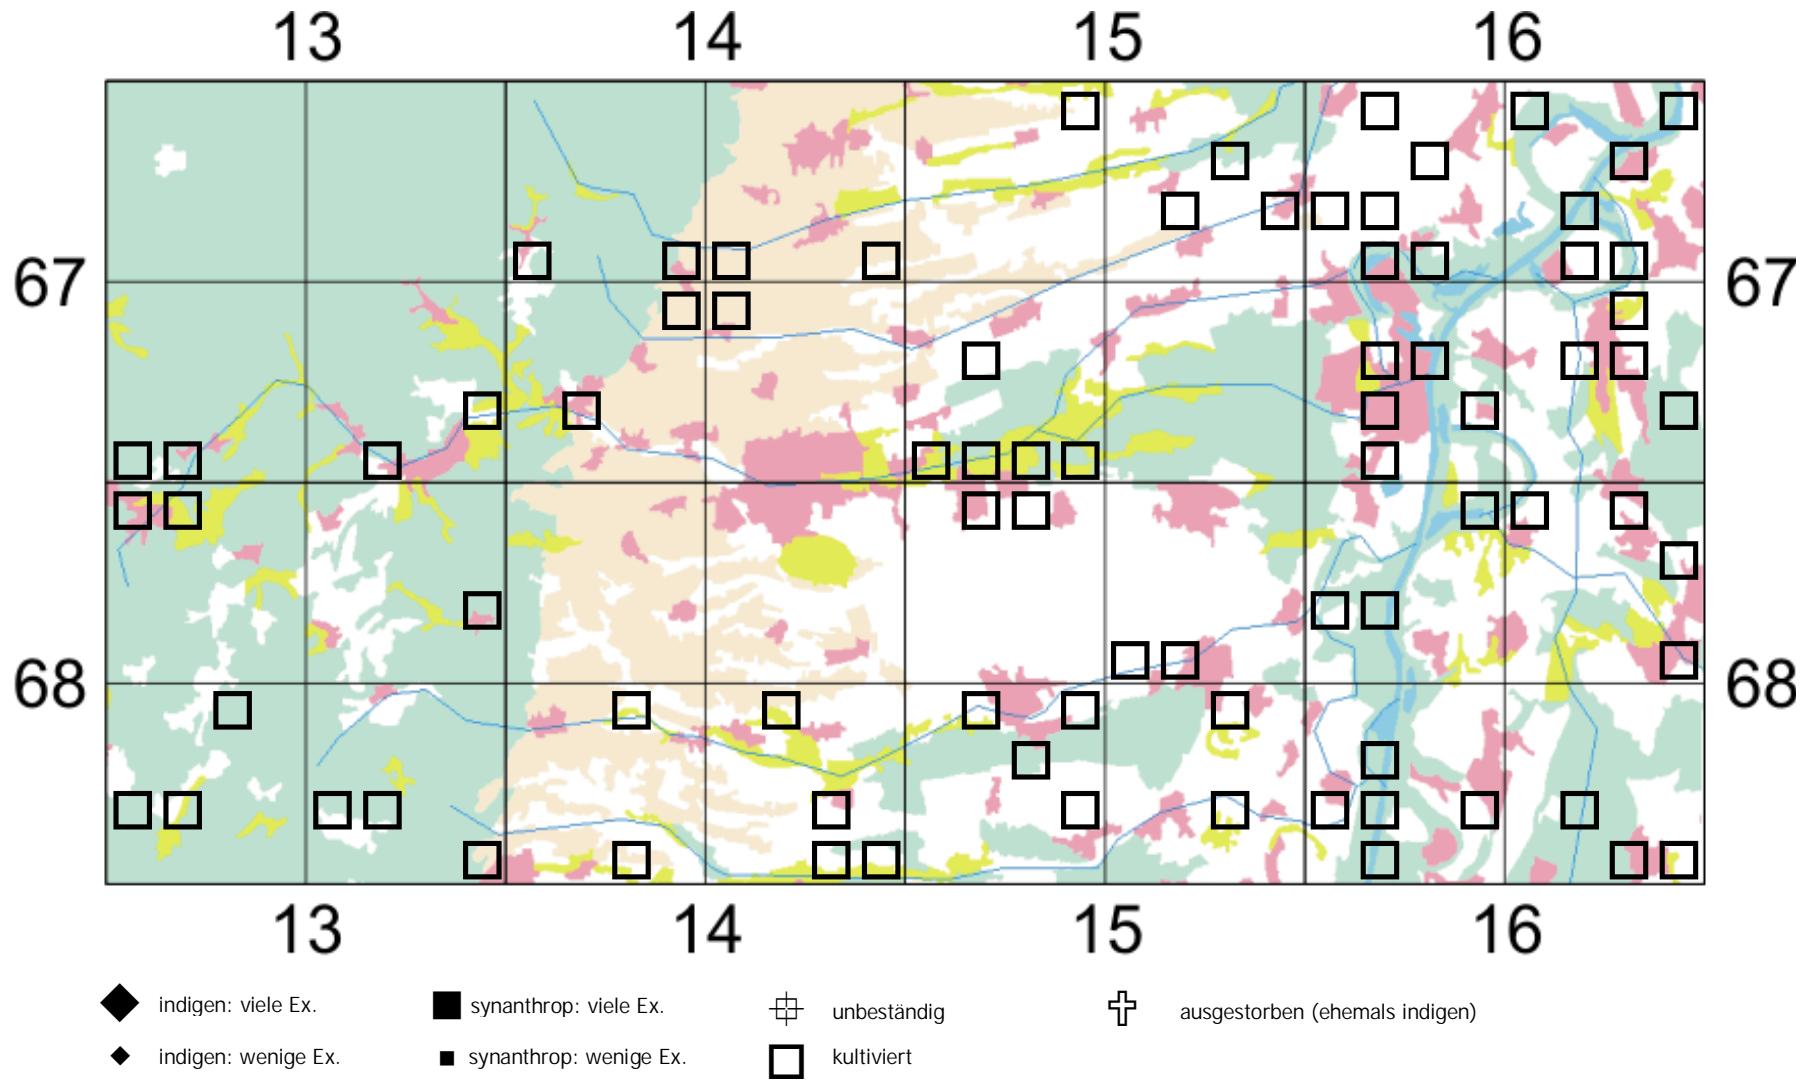 13 14 15 16
67 67
68 68
13 14 15 16
indigen: viele Ex. synanthrop: viele Ex. unbeständig ausgestorben (ehemals indigen)
indigen: wenige Ex. synanthrop: wenige Ex. kultiviert